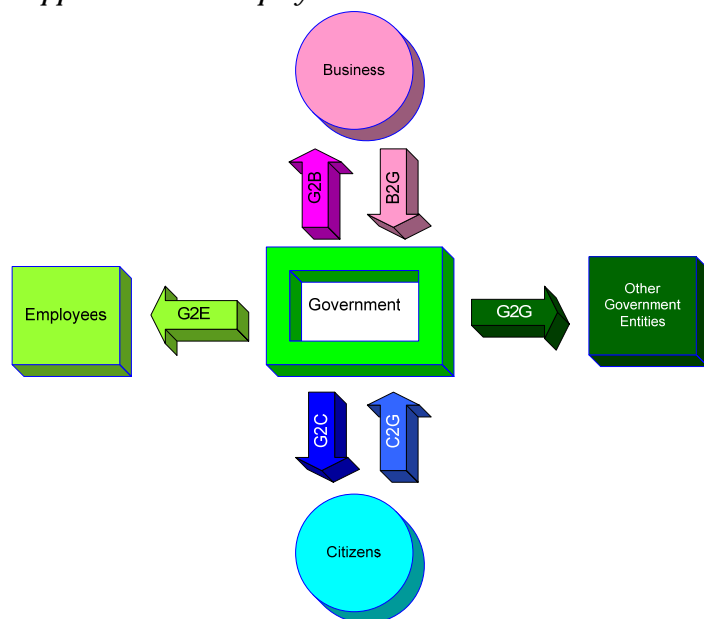 Business
G2B
B2G
Employees
G2E
Government
G2G
Other
Government
Entities
G2C
C2G
Citizens